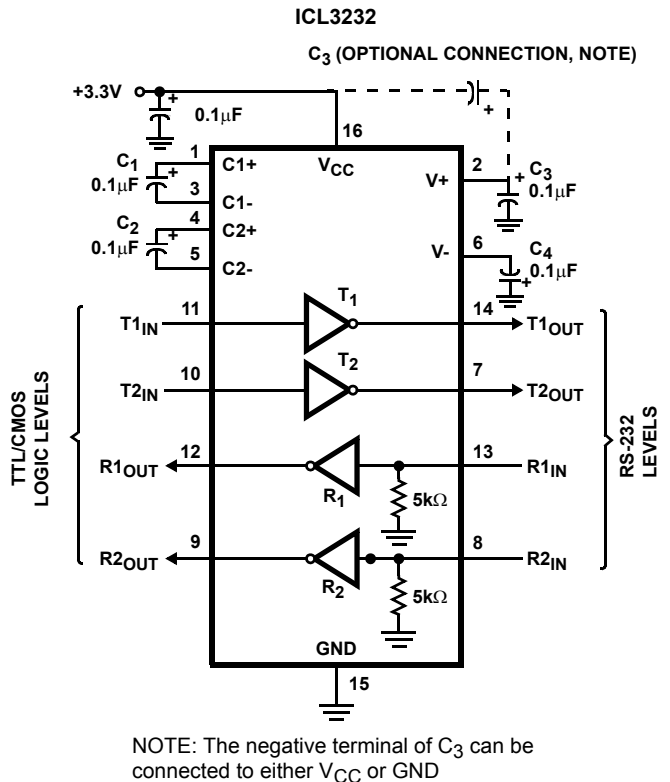 ICL3232
C3 (OPTIONAL CONNECTION, NOTE)
+3.3V
+
0.1µF
+
16
VCC
1
C1+
C1
0.1µF
+
3
C1-
4
C2+
C2
0.1µF
+
5
C2-
2
V+
+
C3
0.1µF
6
V-
C4
0.1µF
+
T1IN
11
T1
14
T1OUT
T2IN
10
T2
7
T2OUT
R1OUT
12
R1
13
R1IN
5kΩ
R2OUT
9
R2
8
R2IN
5kΩ
TTL/CMOS
LOGIC LEVELS
RS-232
LEVELS
GND
15
NOTE: The negative terminal of C3 can be
connected to either VCC or GND